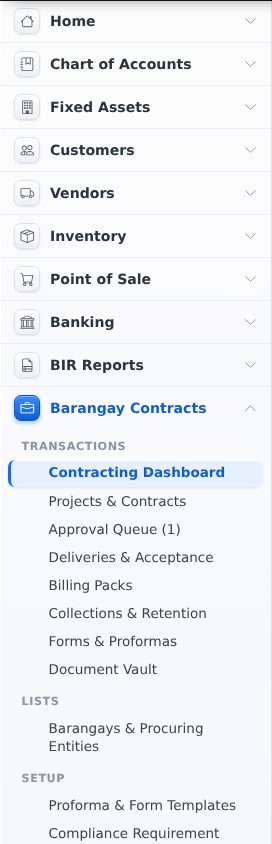 Home
Chart of Accounts
Fixed Assets
Customers
Vendors
Inventory
Point of Sale
Banking
BIR Reports
Barangay Contracts
TRANSACTIONS
Contracting Dashboard
Projects & Contracts
Approval Queue (1)
Deliveries & Acceptance
Billing Packs
Collections & Retention
Forms & Proformas
Document Vault
LISTS
Barangays & Procuring
Entities
SETUP
Proforma & Form Templates
Compliance Requirement